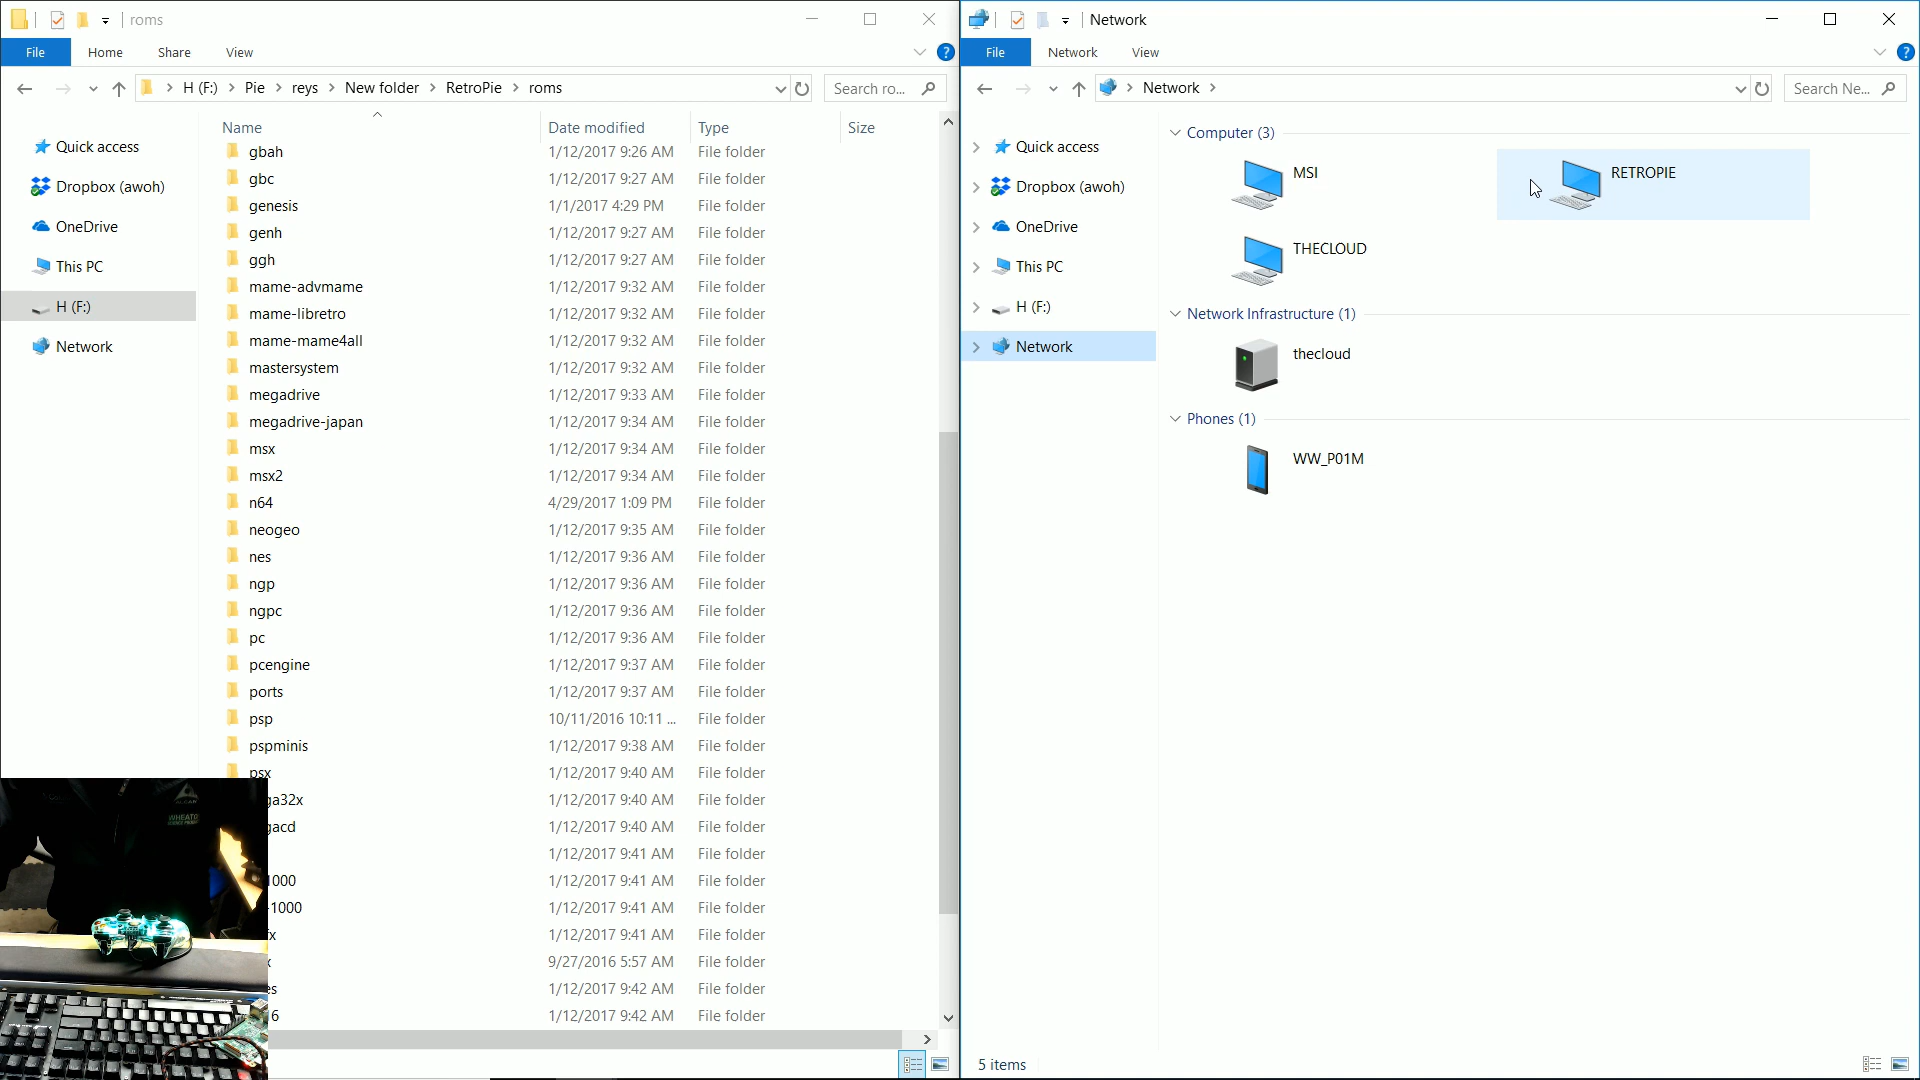 roms
File Home Share View
H (F:) Pie reys New folder RetroPie roms
Search ro...
Quick access
Dropbox (awoh)
OneDrive
This PC
H (F:)
Network
Name Date modified Type Size
gbah 1/12/2017 9:26 AM File folder
gbc 1/12/2017 9:27 AM File folder
genesis 1/1/2017 4:29 PM File folder
genh 1/12/2017 9:27 AM File folder
ggh 1/12/2017 9:27 AM File folder
mame-advmame 1/12/2017 9:32 AM File folder
mame-libretro 1/12/2017 9:32 AM File folder
mame-mame4all 1/12/2017 9:32 AM File folder
mastersystem 1/12/2017 9:32 AM File folder
megadrive 1/12/2017 9:33 AM File folder
megadrive-japan 1/12/2017 9:34 AM File folder
msx 1/12/2017 9:34 AM File folder
msx2 1/12/2017 9:34 AM File folder
n64 4/29/2017 1:09 PM File folder
neogeo 1/12/2017 9:35 AM File folder
nes 1/12/2017 9:36 AM File folder
ngp 1/12/2017 9:36 AM File folder
ngpc 1/12/2017 9:36 AM File folder
pc 1/12/2017 9:36 AM File folder
pcengine 1/12/2017 9:37 AM File folder
ports 1/12/2017 9:37 AM File folder
psp 10/11/2016 10:11 ... File folder
pspminis 1/12/2017 9:38 AM File folder
psx 1/12/2017 9:40 AM File folder
ga32x 1/12/2017 9:40 AM File folder
gacd 1/12/2017 9:40 AM File folder
1/12/2017 9:41 AM File folder
1000 1/12/2017 9:41 AM File folder
-1000 1/12/2017 9:41 AM File folder
fx 1/12/2017 9:41 AM File folder
x 9/27/2016 5:57 AM File folder
es 1/12/2017 9:42 AM File folder
6 1/12/2017 9:42 AM File folder
Network
File Network View
Network
Search Ne...
Quick access
Dropbox (awoh)
OneDrive
This PC
H (F:)
Network
Computer (3)
MSI
RETROPIE
THECLOUD
Network Infrastructure (1)
thecloud
Phones (1)
WW_P01M
5 items